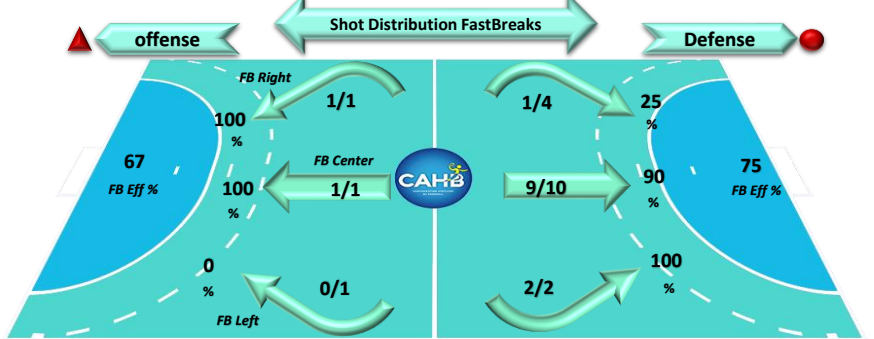 Shot Distribution FastBreaks
offense
Defense
FB Right
1/1
1/4
100
%
25
%
67
FB Eff %
FB Center
100
%
1/1
CAHB
9/10
90
%
75
FB Eff %
0
%
0/1
2/2
100
%
FB Left